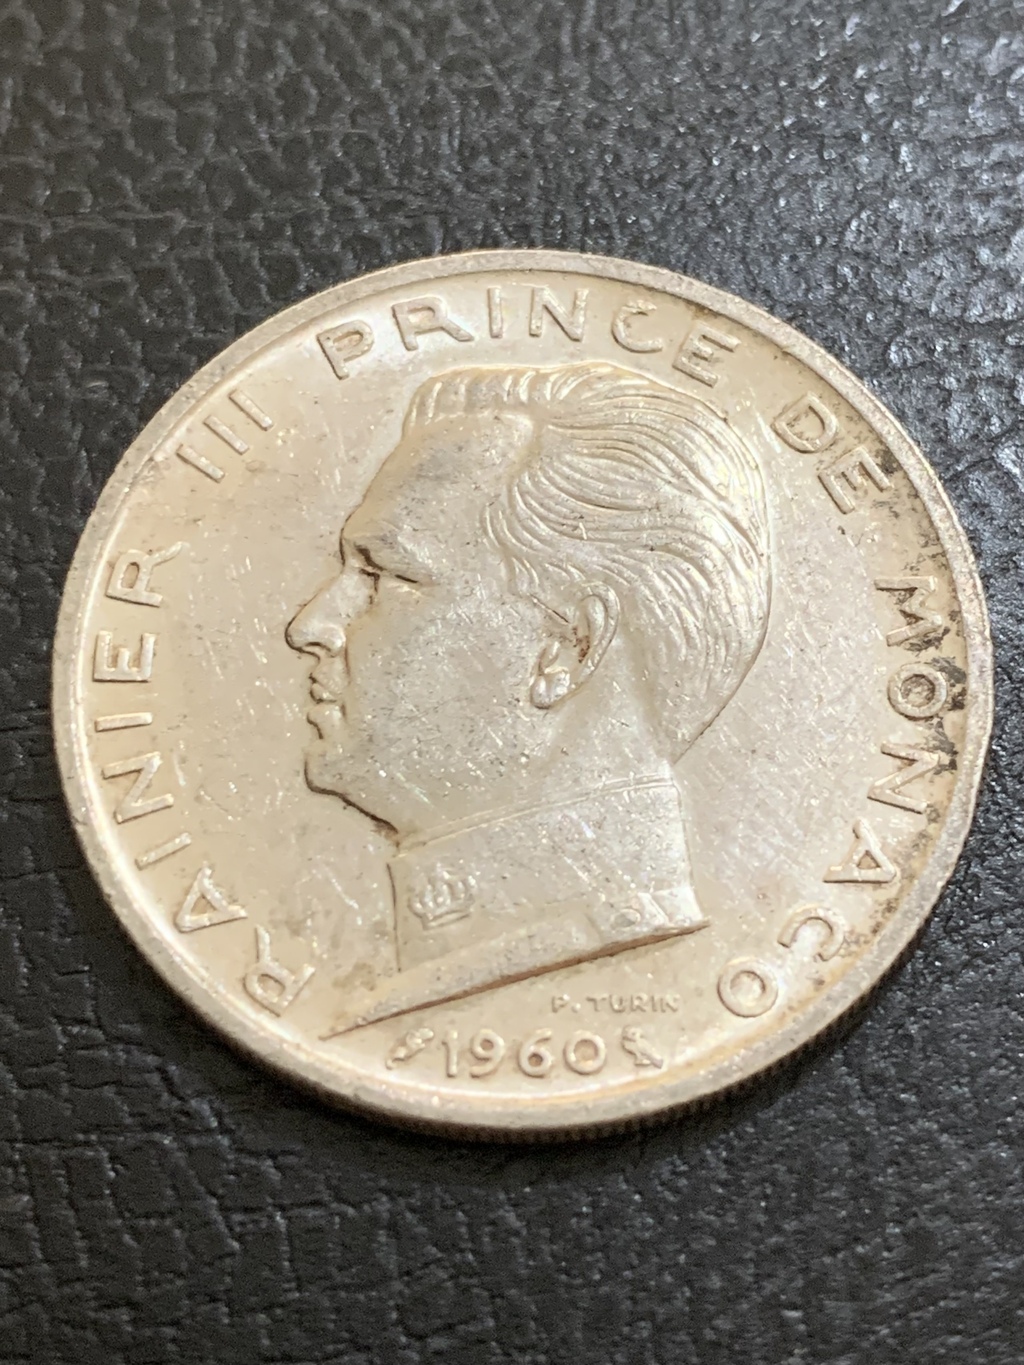 RAINIER III PRINCE DE MONACO
P. TURIN
1960